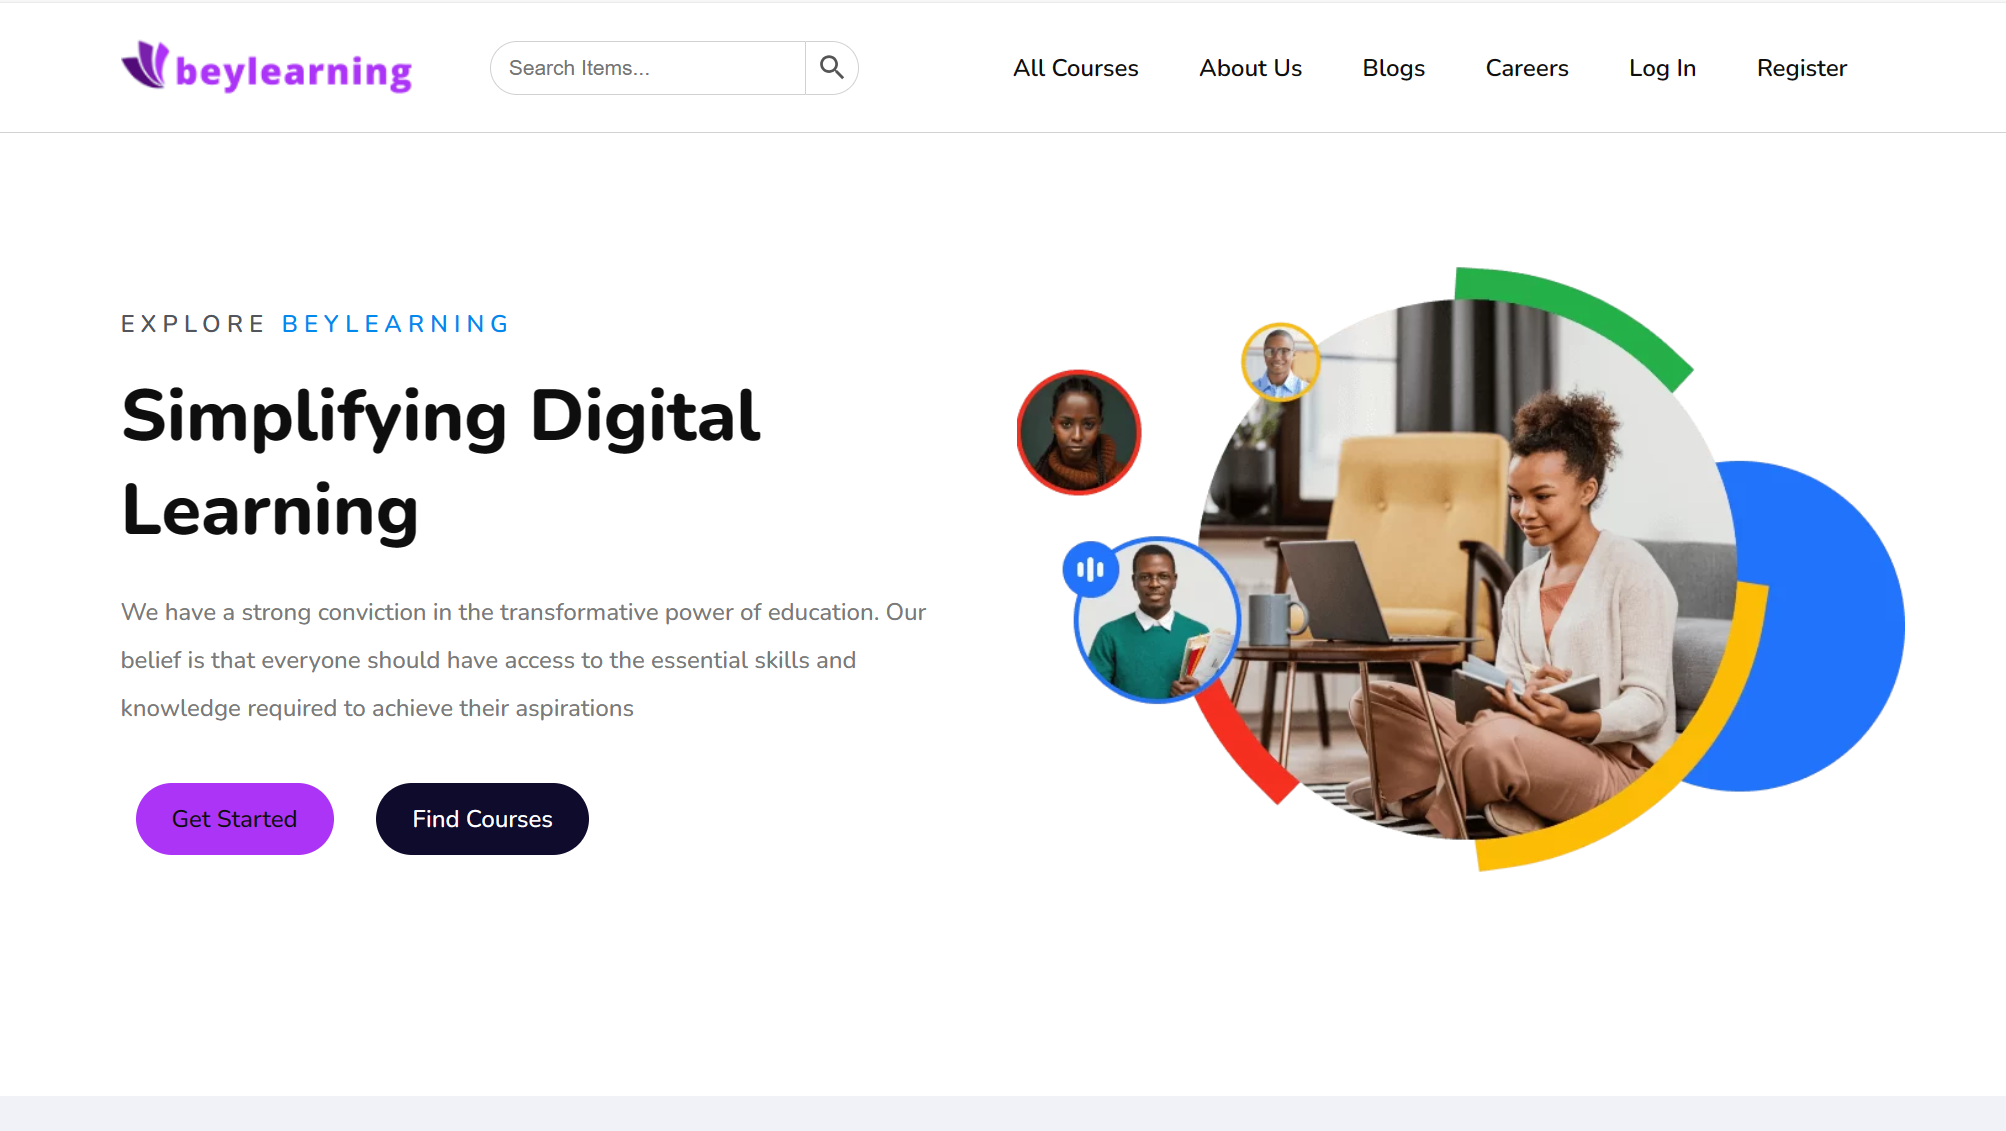 beylearning
Search Items...
All Courses
About Us
Blogs
Careers
Log In
Register
EXPLORE BEYLEARNING
Simplifying Digital
Learning
We have a strong conviction in the transformative power of education. Our
belief is that everyone should have access to the essential skills and
knowledge required to achieve their aspirations
Get Started
Find Courses